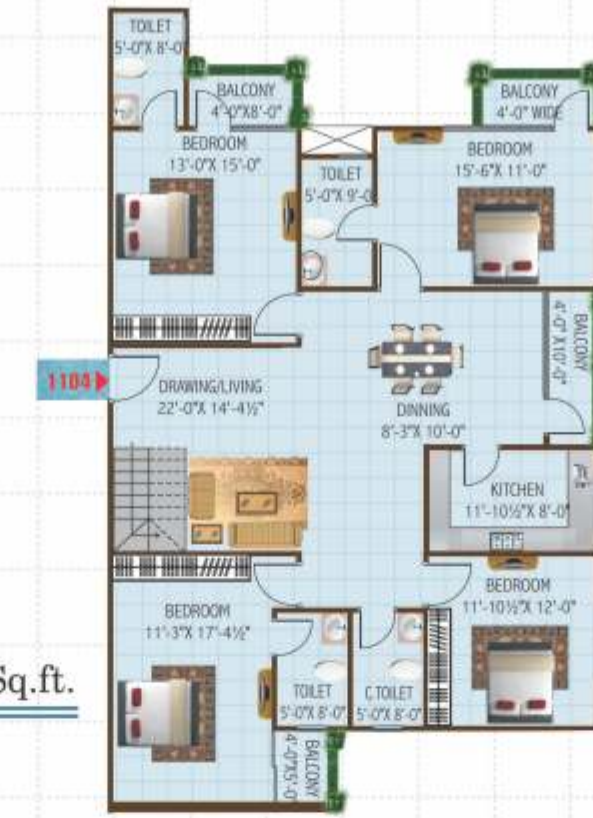 TOILET
5'-0"X 8'-0
BALCONY
4'-0"X8'-0"
BALCONY
4'-0" WIDE
BEDROOM
13'-0"X 15'-0"
BEDROOM
15'-6"X 11'-0"
TOILET
5'-0"X 9'-0
BALCONY
4'-0"X 10'-0"
1104
DRAWING/LIVING
22'-0"X 14'-4½"
DINNING
8'-3"X 10'-0"
KITCHEN
11'-10½"X 8'-0"
BEDROOM
11'-10½"X 12'-0"
BEDROOM
11'-3"X 17'-4½"
TOILET
5'-0"X 8'-0"
C.TOILET
5'-0"X 8'-0"
Sq.ft.
BALCONY
4'-0"X5'-0